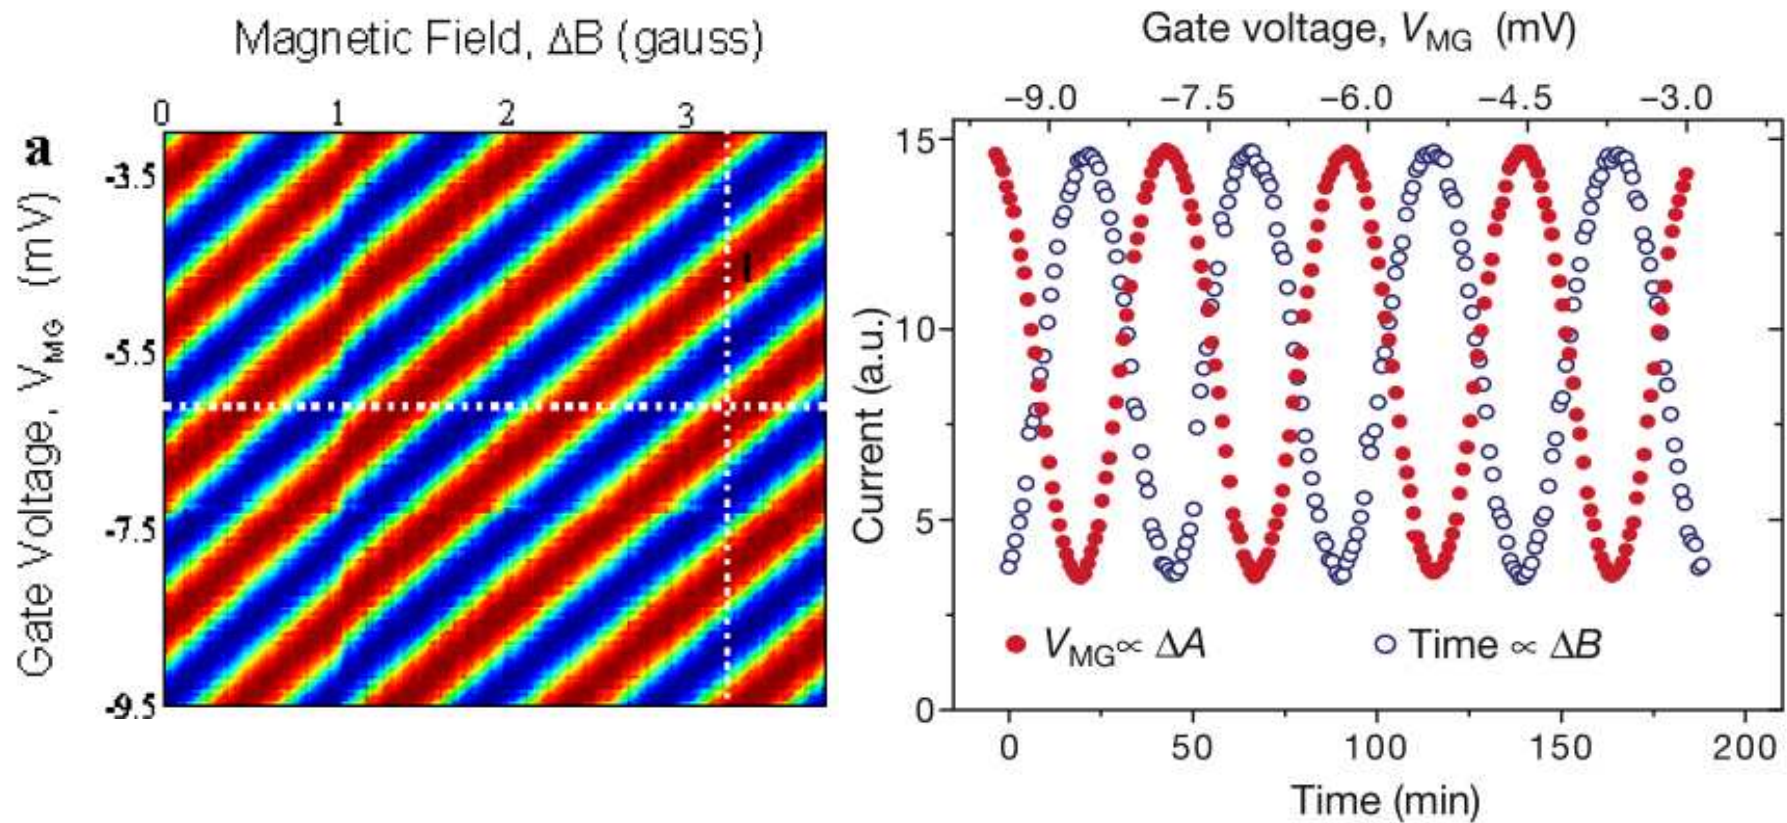 Magnetic Field, ΔB (gauss)
0 1 2 3
a
Gate Voltage, V_MG (mV)
-3.5
-5.5
-7.5
-9.5
I
Gate voltage, V_MG (mV)
−9.0 −7.5 −6.0 −4.5 −3.0
Current (a.u.)
15
10
5
0
V_MG ∝ ΔA
Time ∝ ΔB
0 50 100 150 200
Time (min)